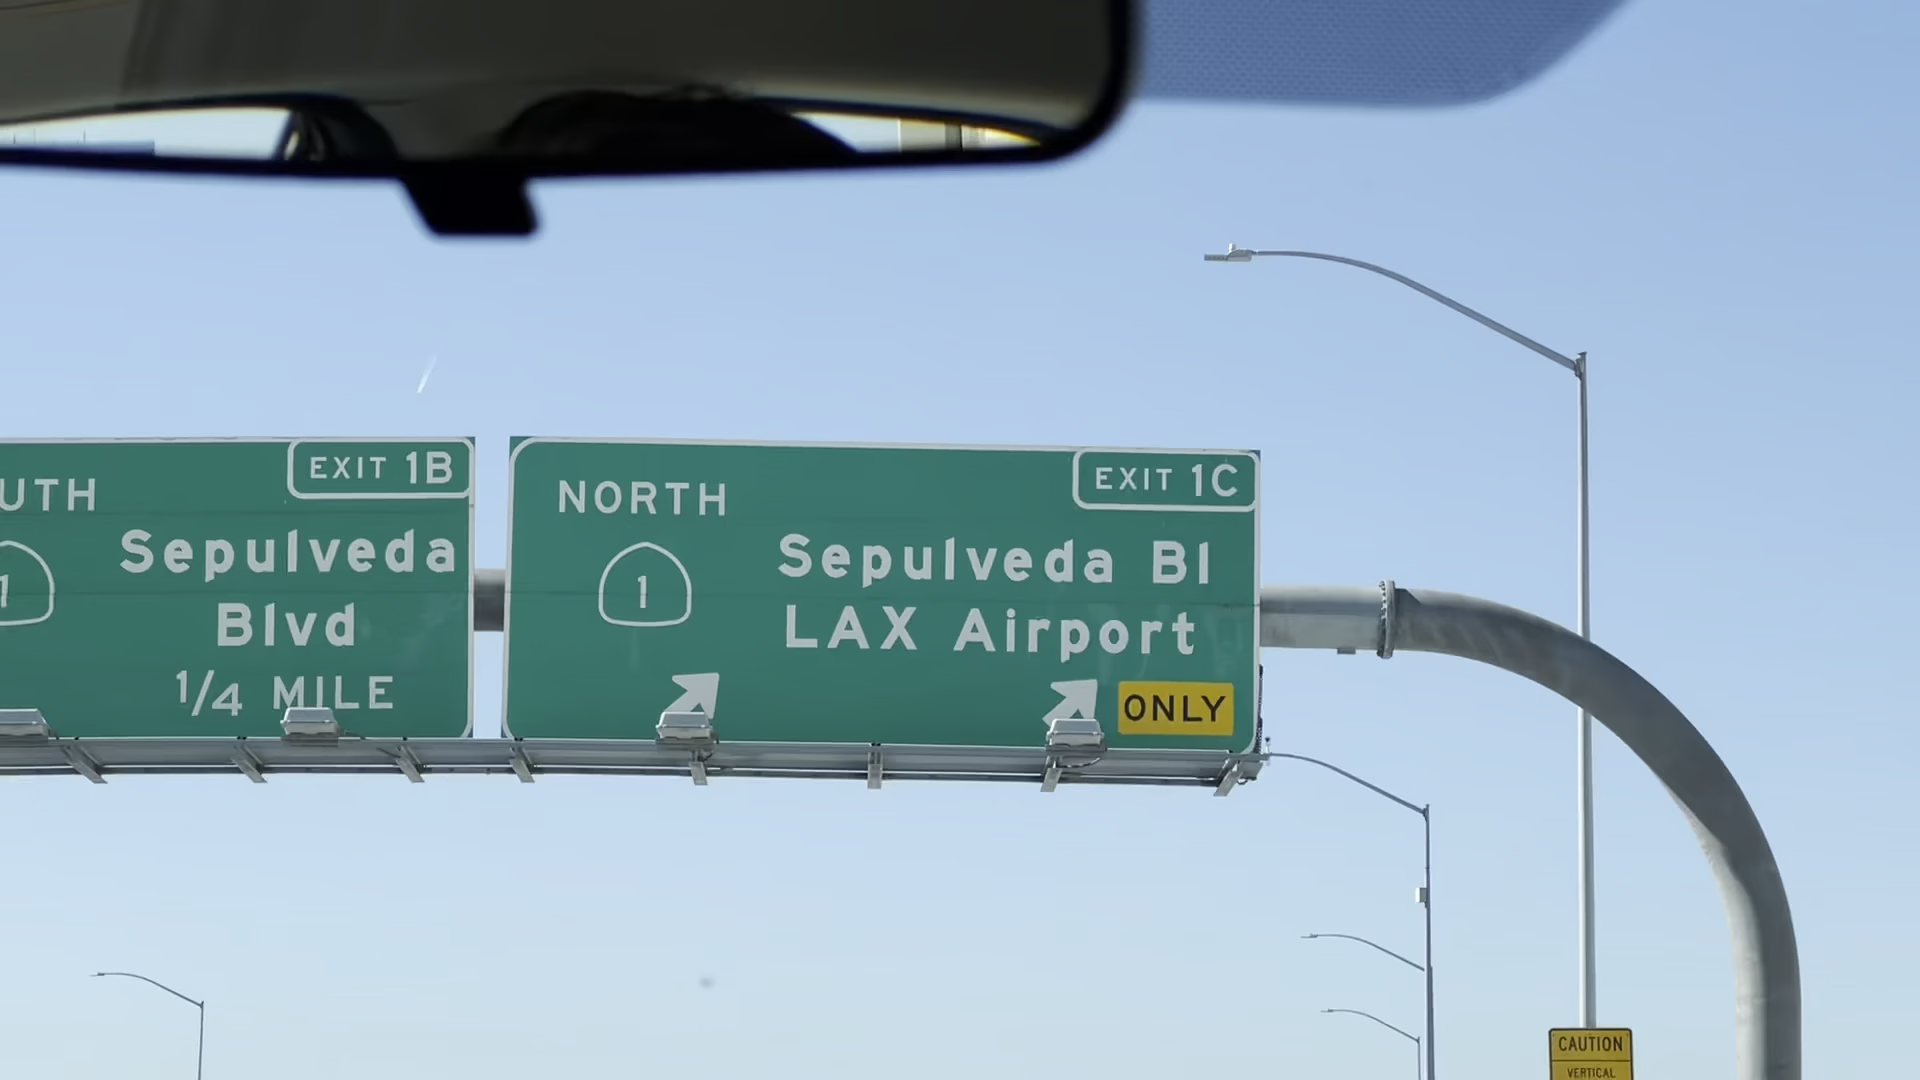 UTH
EXIT 1B
1
Sepulveda
Blvd
1/4 MILE
NORTH
EXIT 1C
1
Sepulveda Bl
LAX Airport
ONLY
CAUTION
VERTICAL